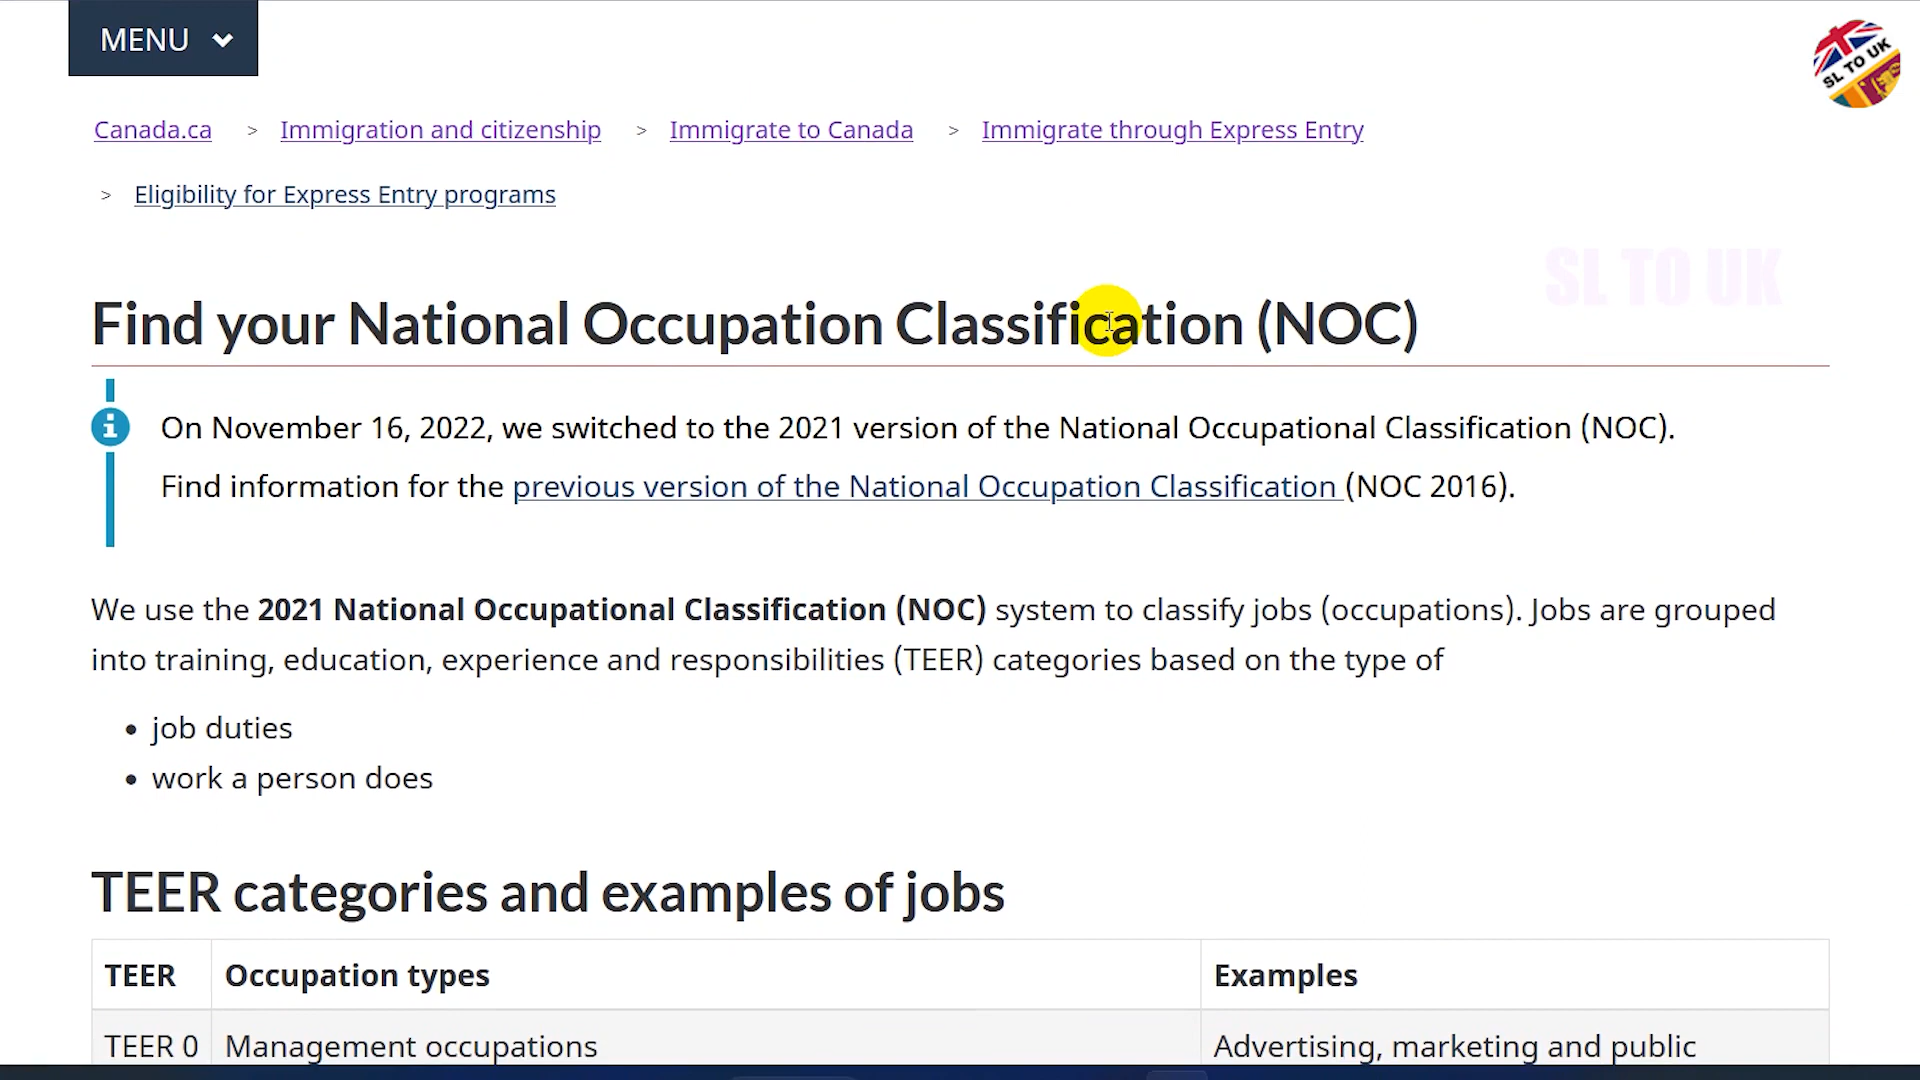 MENU
SL TO UK
Canada.ca > Immigration and citizenship > Immigrate to Canada > Immigrate through Express Entry
> Eligibility for Express Entry programs
SL TO UK
Find your National Occupation Classification (NOC)
On November 16, 2022, we switched to the 2021 version of the National Occupational Classification (NOC).
Find information for the previous version of the National Occupation Classification (NOC 2016).
We use the 2021 National Occupational Classification (NOC) system to classify jobs (occupations). Jobs are grouped
into training, education, experience and responsibilities (TEER) categories based on the type of
• job duties
• work a person does
TEER categories and examples of jobs
TEER Occupation types Examples
TEER 0 Management occupations Advertising, marketing and public